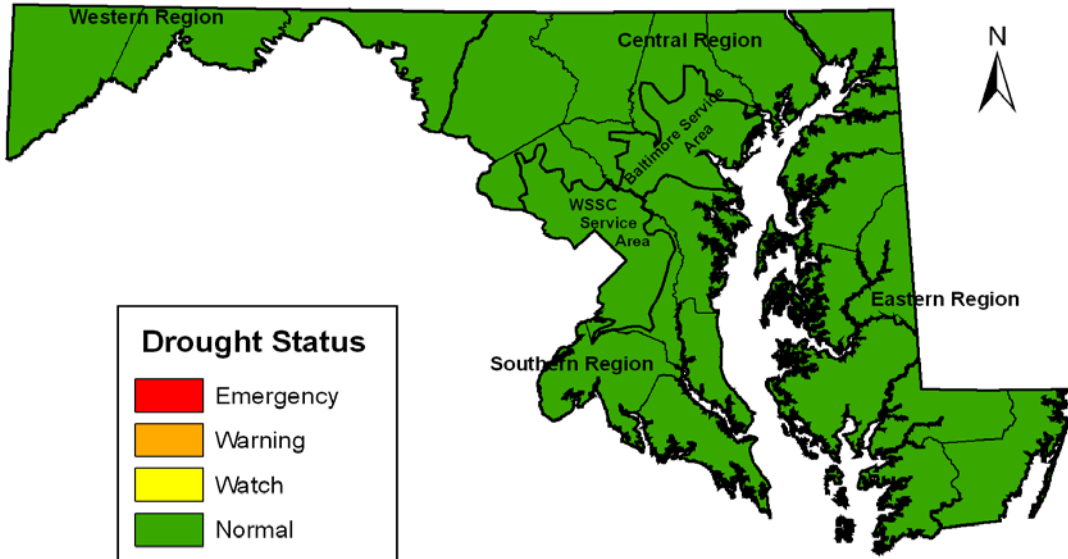 Western Region
Central Region
N
Baltimore Service
Area
WSSC
Service
Area
Eastern Region
Southern Region
Drought Status
Emergency
Warning
Watch
Normal